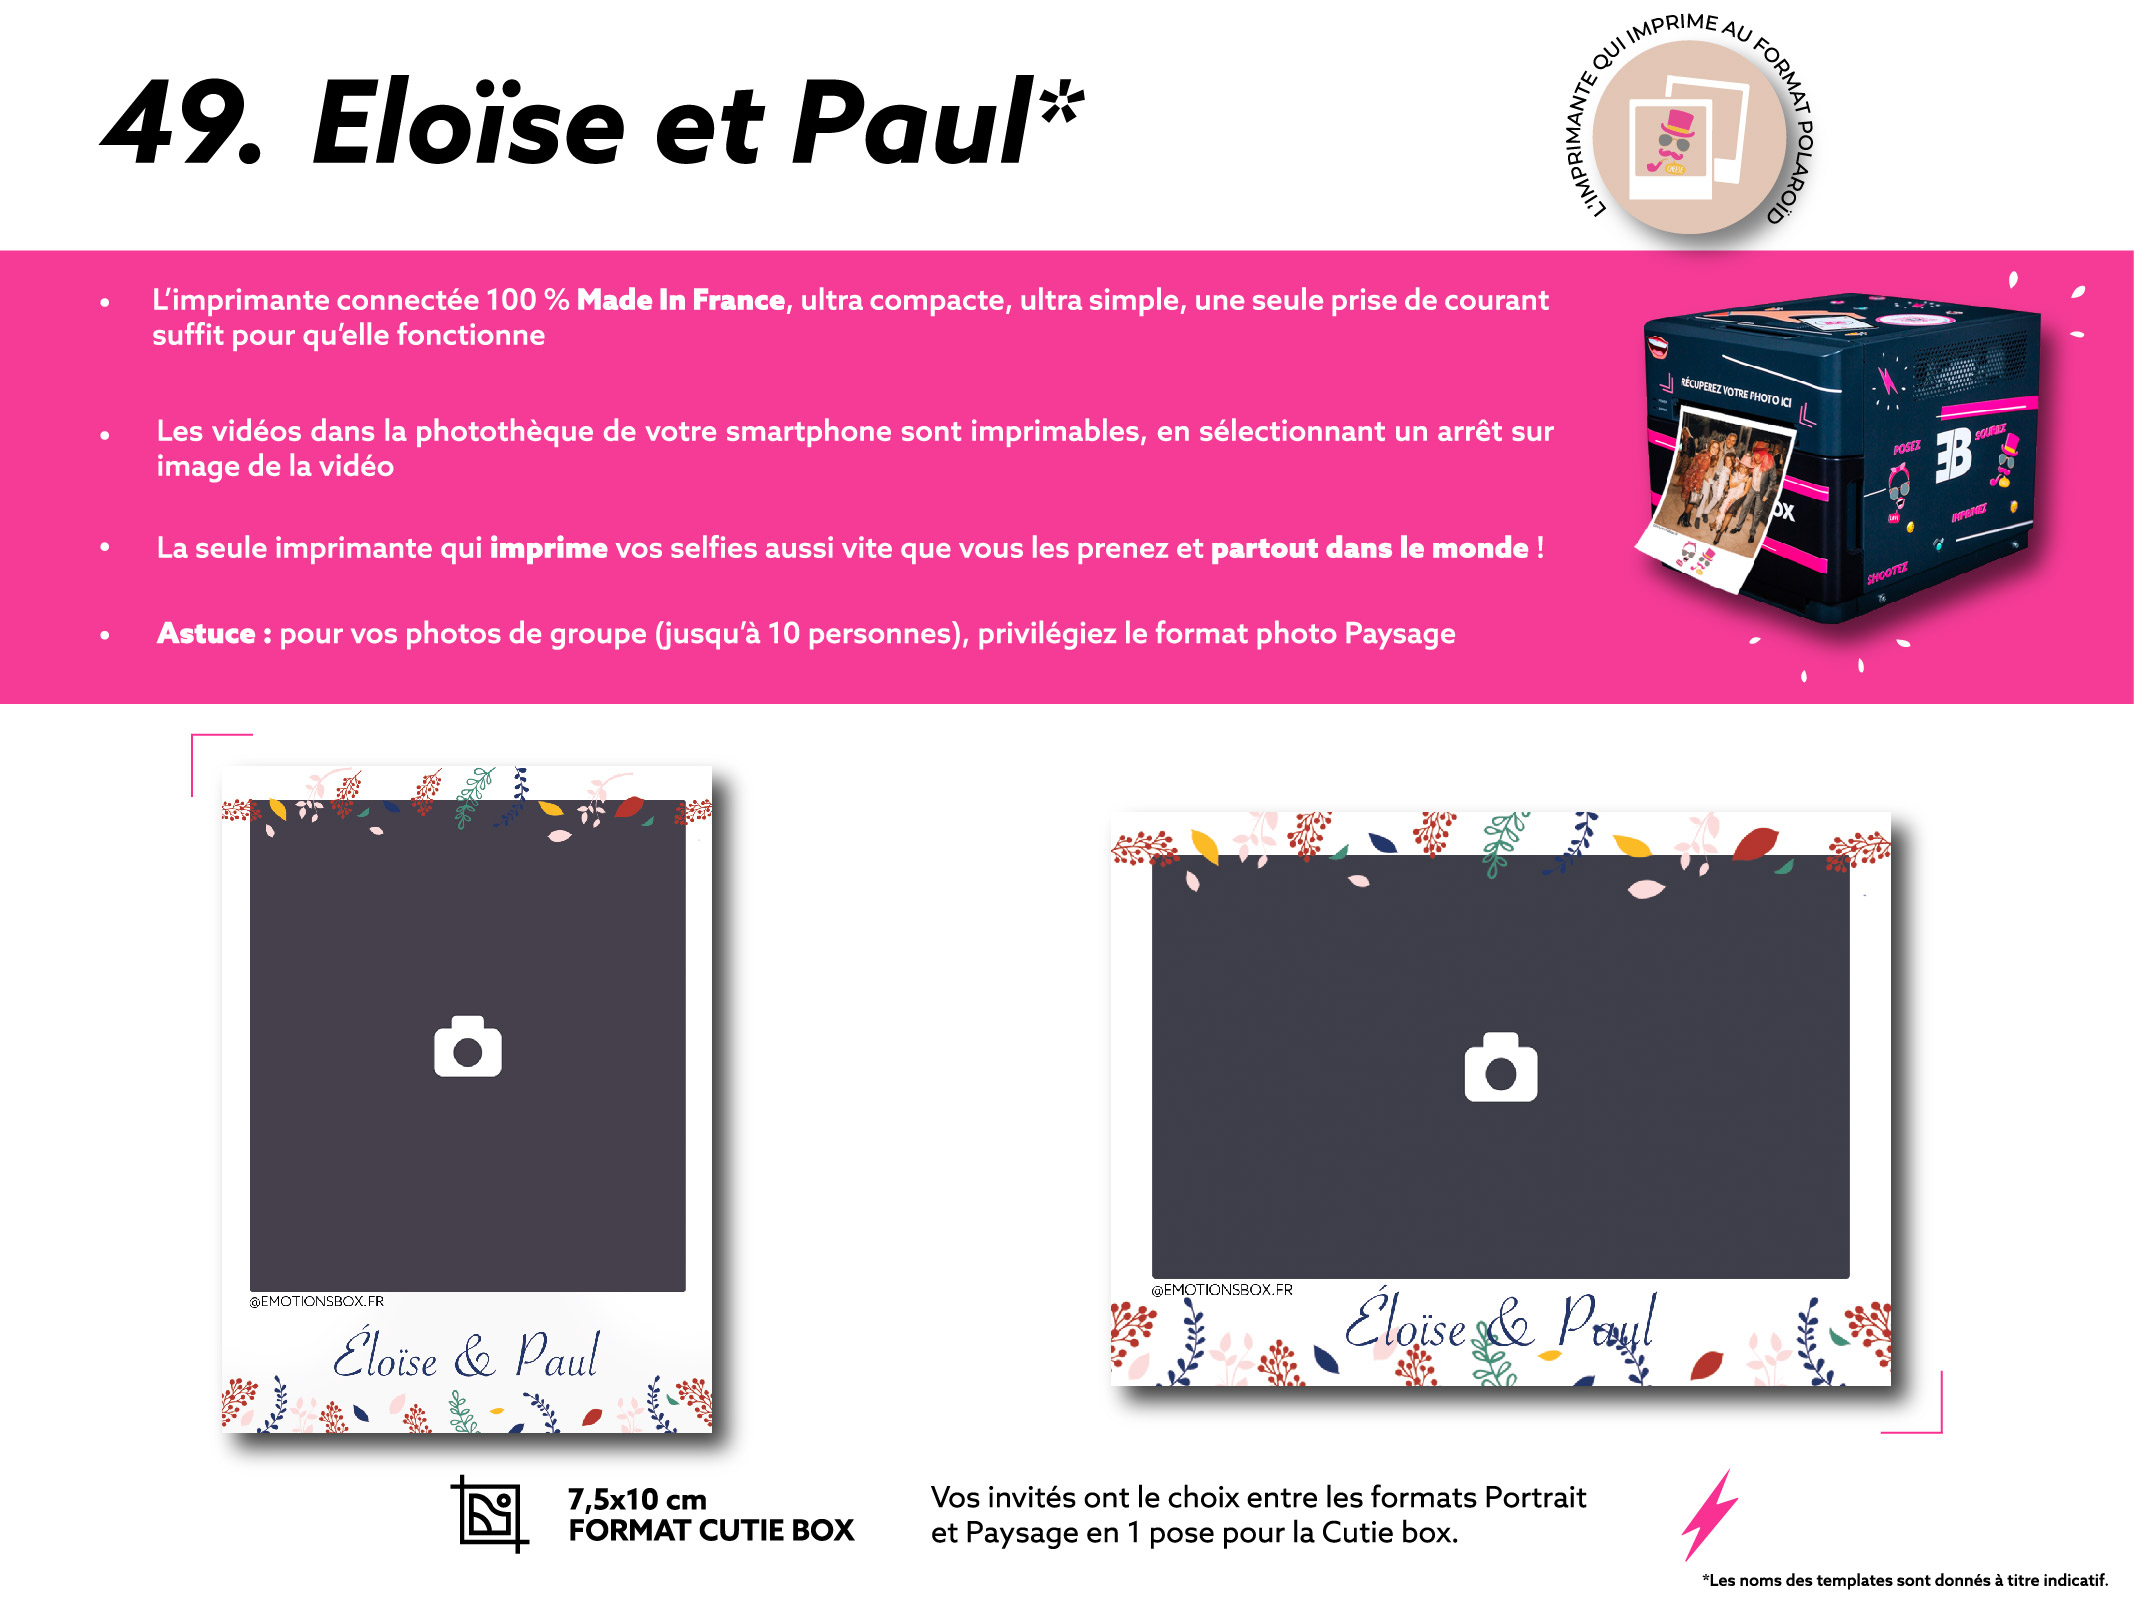 49. Eloïse et Paul*
L'IMPRIMANTE QUI IMPRIME AU FORMAT POLAROÏD
• L'imprimante connectée 100 % Made In France, ultra compacte, ultra simple, une seule prise de courant
suffit pour qu'elle fonctionne
• Les vidéos dans la photothèque de votre smartphone sont imprimables, en sélectionnant un arrêt sur
image de la vidéo
• La seule imprimante qui imprime vos selfies aussi vite que vous les prenez et partout dans le monde !
• Astuce : pour vos photos de groupe (jusqu'à 10 personnes), privilégiez le format photo Paysage
RÉCUPEREZ VOTRE PHOTO ICI
POSEZ
SOURIEZ
EB
OX
IMPRIMEZ
SHOOTEZ
@EMOTIONSBOX.FR
Éloïse & Paul
@EMOTIONSBOX.FR
Éloïse & Paul
7,5x10 cm
FORMAT CUTIE BOX
Vos invités ont le choix entre les formats Portrait
et Paysage en 1 pose pour la Cutie box.
*Les noms des templates sont donnés à titre indicatif.